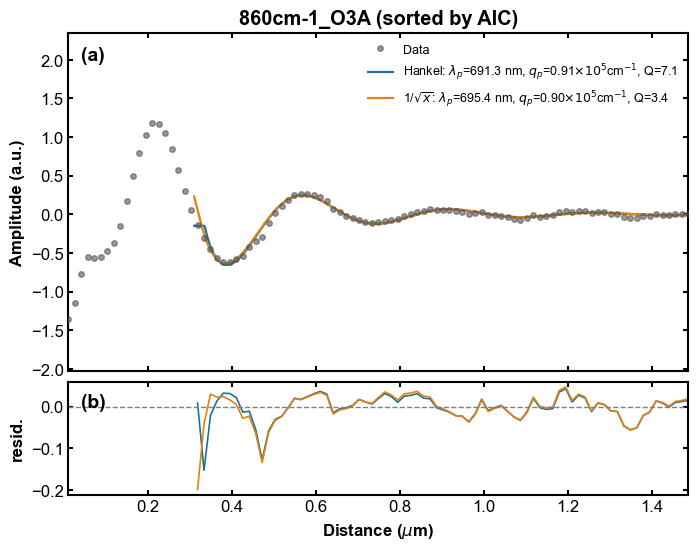 860cm-1_O3A (sorted by AIC)
(a)
Data
Hankel: λp=691.3 nm, qp=0.91×10⁵cm⁻¹, Q=7.1
1/√x: λp=695.4 nm, qp=0.90×10⁵cm⁻¹, Q=3.4
Amplitude (a.u.)
2.0
1.5
1.0
0.5
0.0
−0.5
−1.0
−1.5
−2.0
(b)
resid.
0.0
−0.1
−0.2
0.2 0.4 0.6 0.8 1.0 1.2 1.4
Distance (μm)